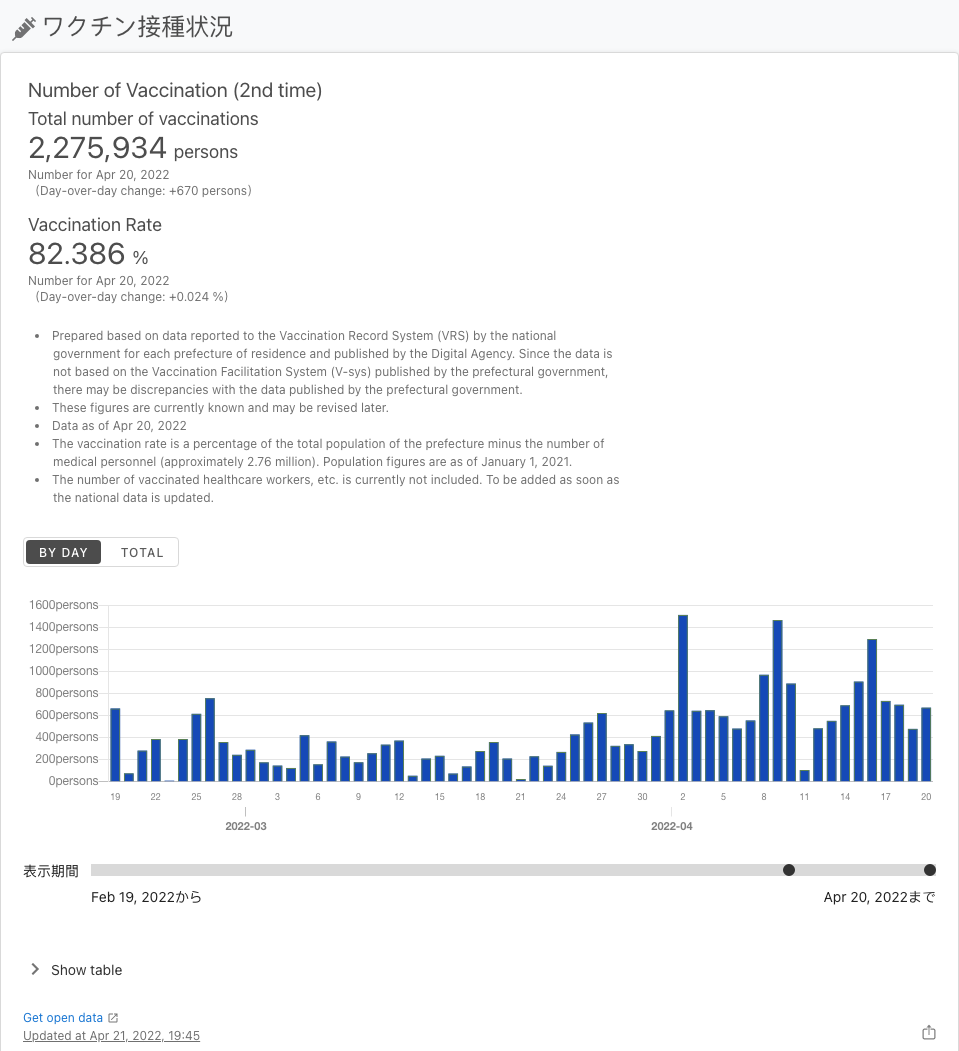 ワクチン接種状況
Number of Vaccination (2nd time)
Total number of vaccinations
2,275,934 persons
Number for Apr 20, 2022
(Day-over-day change: +670 persons)
Vaccination Rate
82.386 %
Number for Apr 20, 2022
(Day-over-day change: +0.024 %)
• Prepared based on data reported to the Vaccination Record System (VRS) by the national
government for each prefecture of residence and published by the Digital Agency. Since the data is
not based on the Vaccination Facilitation System (V-sys) published by the prefectural government,
there may be discrepancies with the data published by the prefectural government.
• These figures are currently known and may be revised later.
• Data as of Apr 20, 2022
• The vaccination rate is a percentage of the total population of the prefecture minus the number of
medical personnel (approximately 2.76 million). Population figures are as of January 1, 2021.
• The number of vaccinated healthcare workers, etc. is currently not included. To be added as soon as
the national data is updated.
BY DAY TOTAL
1600persons
1400persons
1200persons
1000persons
800persons
600persons
400persons
200persons
0persons
19 22 25 28 3 6 9 12 15 18 21 24 27 30 2 5 8 11 14 17 20
2022-03 2022-04
表示期間
Feb 19, 2022から Apr 20, 2022まで
Show table
Get open data
Updated at Apr 21, 2022, 19:45